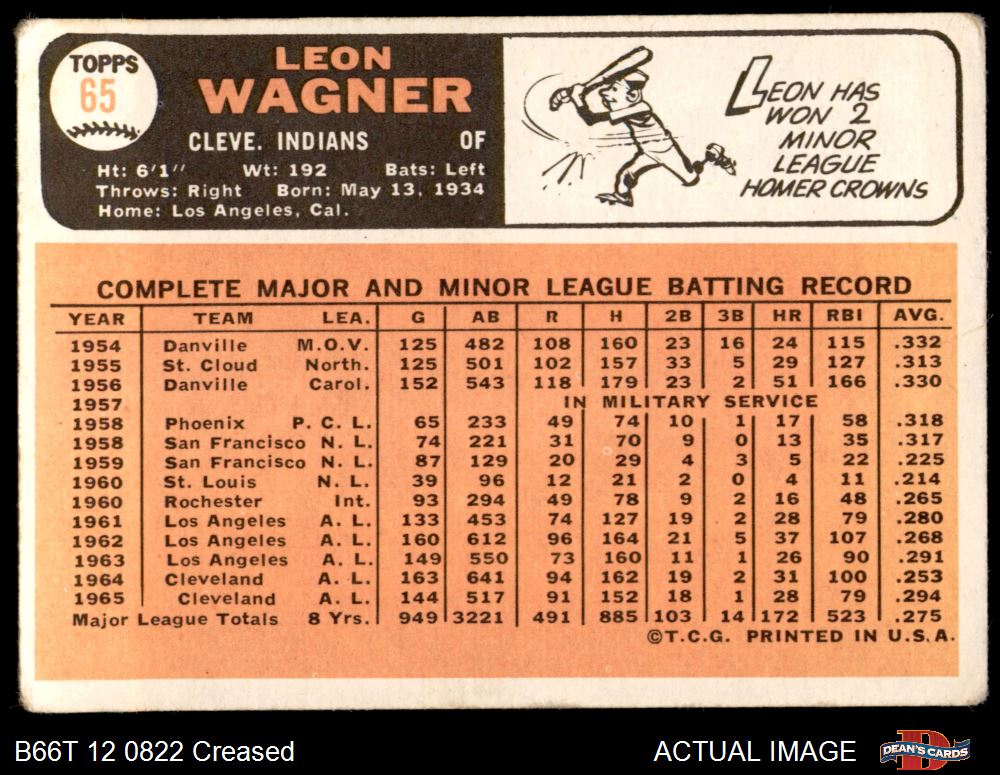 TOPPS
65
LEON
WAGNER
CLEVE. INDIANS OF
Ht: 6'1" Wt: 192 Bats: Left
Throws: Right Born: May 13, 1934
Home: Los Angeles, Cal.
LEON HAS
WON 2
MINOR
LEAGUE
HOMER CROWNS
COMPLETE MAJOR AND MINOR LEAGUE BATTING RECORD
YEAR TEAM LEA. G AB R H 2B 3B HR RBI AVG.
1954 Danville M.O.V. 125 482 108 160 23 16 24 115 .332
1955 St. Cloud North. 125 501 102 157 33 5 29 127 .313
1956 Danville Carol. 152 543 118 179 23 2 51 166 .330
1957 IN MILITARY SERVICE
1958 Phoenix P. C. L. 65 233 49 74 10 1 17 58 .318
1958 San Francisco N. L. 74 221 31 70 9 0 13 35 .317
1959 San Francisco N. L. 87 129 20 29 4 3 5 22 .225
1960 St. Louis N. L. 39 96 12 21 2 0 4 11 .214
1960 Rochester Int. 93 294 49 78 9 2 16 48 .265
1961 Los Angeles A. L. 133 453 74 127 19 2 28 79 .280
1962 Los Angeles A. L. 160 612 96 164 21 5 37 107 .268
1963 Los Angeles A. L. 149 550 73 160 11 1 26 90 .291
1964 Cleveland A. L. 163 641 94 162 19 2 31 100 .253
1965 Cleveland A. L. 144 517 91 152 18 1 28 79 .294
Major League Totals 8 Yrs. 949 3221 491 885 103 14 172 523 .275
©T.C.G. PRINTED IN U.S.A.
B66T 12 0822 Creased ACTUAL IMAGE
D
DEAN'S CARDS